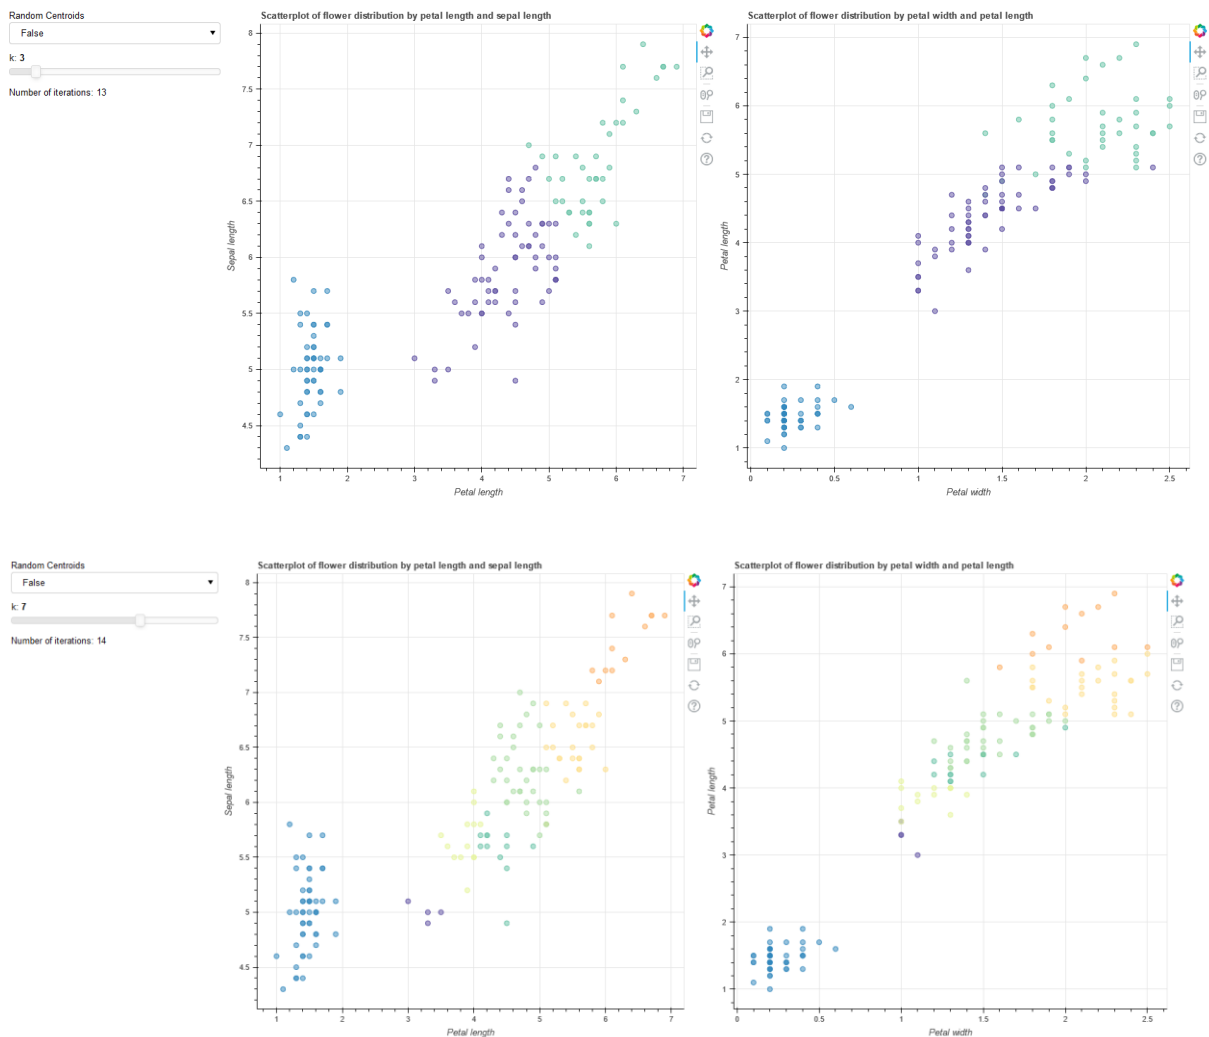 Random Centroids
False
k: 3
Number of iterations: 13
Scatterplot of flower distribution by petal length and sepal length
8
7.5
7
6.5
6
5.5
5
4.5
Sepal length
1 2 3 4 5 6 7
Petal length
Scatterplot of flower distribution by petal width and petal length
7
6
5
4
3
2
1
Petal length
0 0.5 1 1.5 2 2.5
Petal width
Random Centroids
False
k: 7
Number of iterations: 14
Scatterplot of flower distribution by petal length and sepal length
8
7.5
7
6.5
6
5.5
5
4.5
Sepal length
1 2 3 4 5 6 7
Petal length
Scatterplot of flower distribution by petal width and petal length
7
6
5
4
3
2
1
Petal length
0 0.5 1 1.5 2 2.5
Petal width